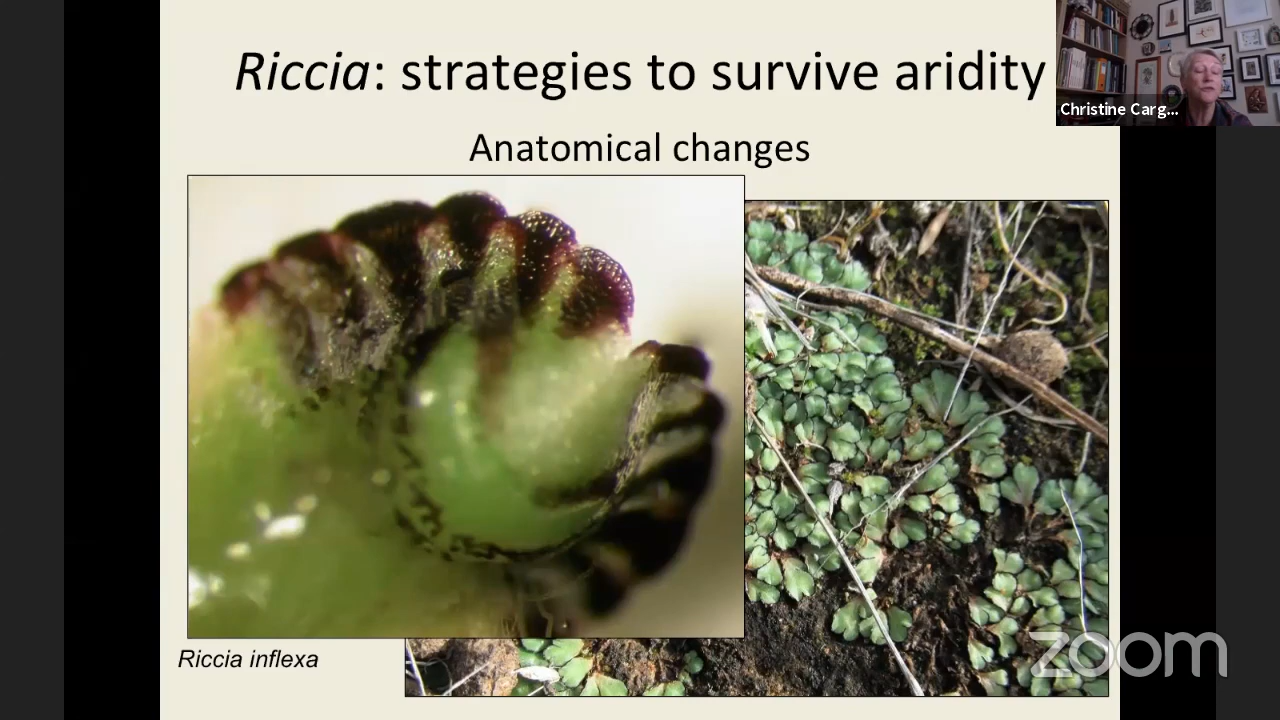 Riccia: strategies to survive aridity
Christine Carg...
Anatomical changes
Riccia inflexa
zoom